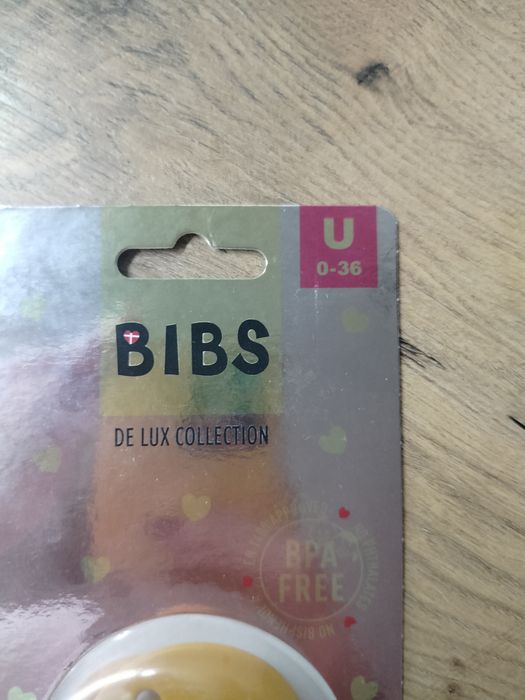 U
0-36
BIBS
DE LUX COLLECTION
BPA
FREE